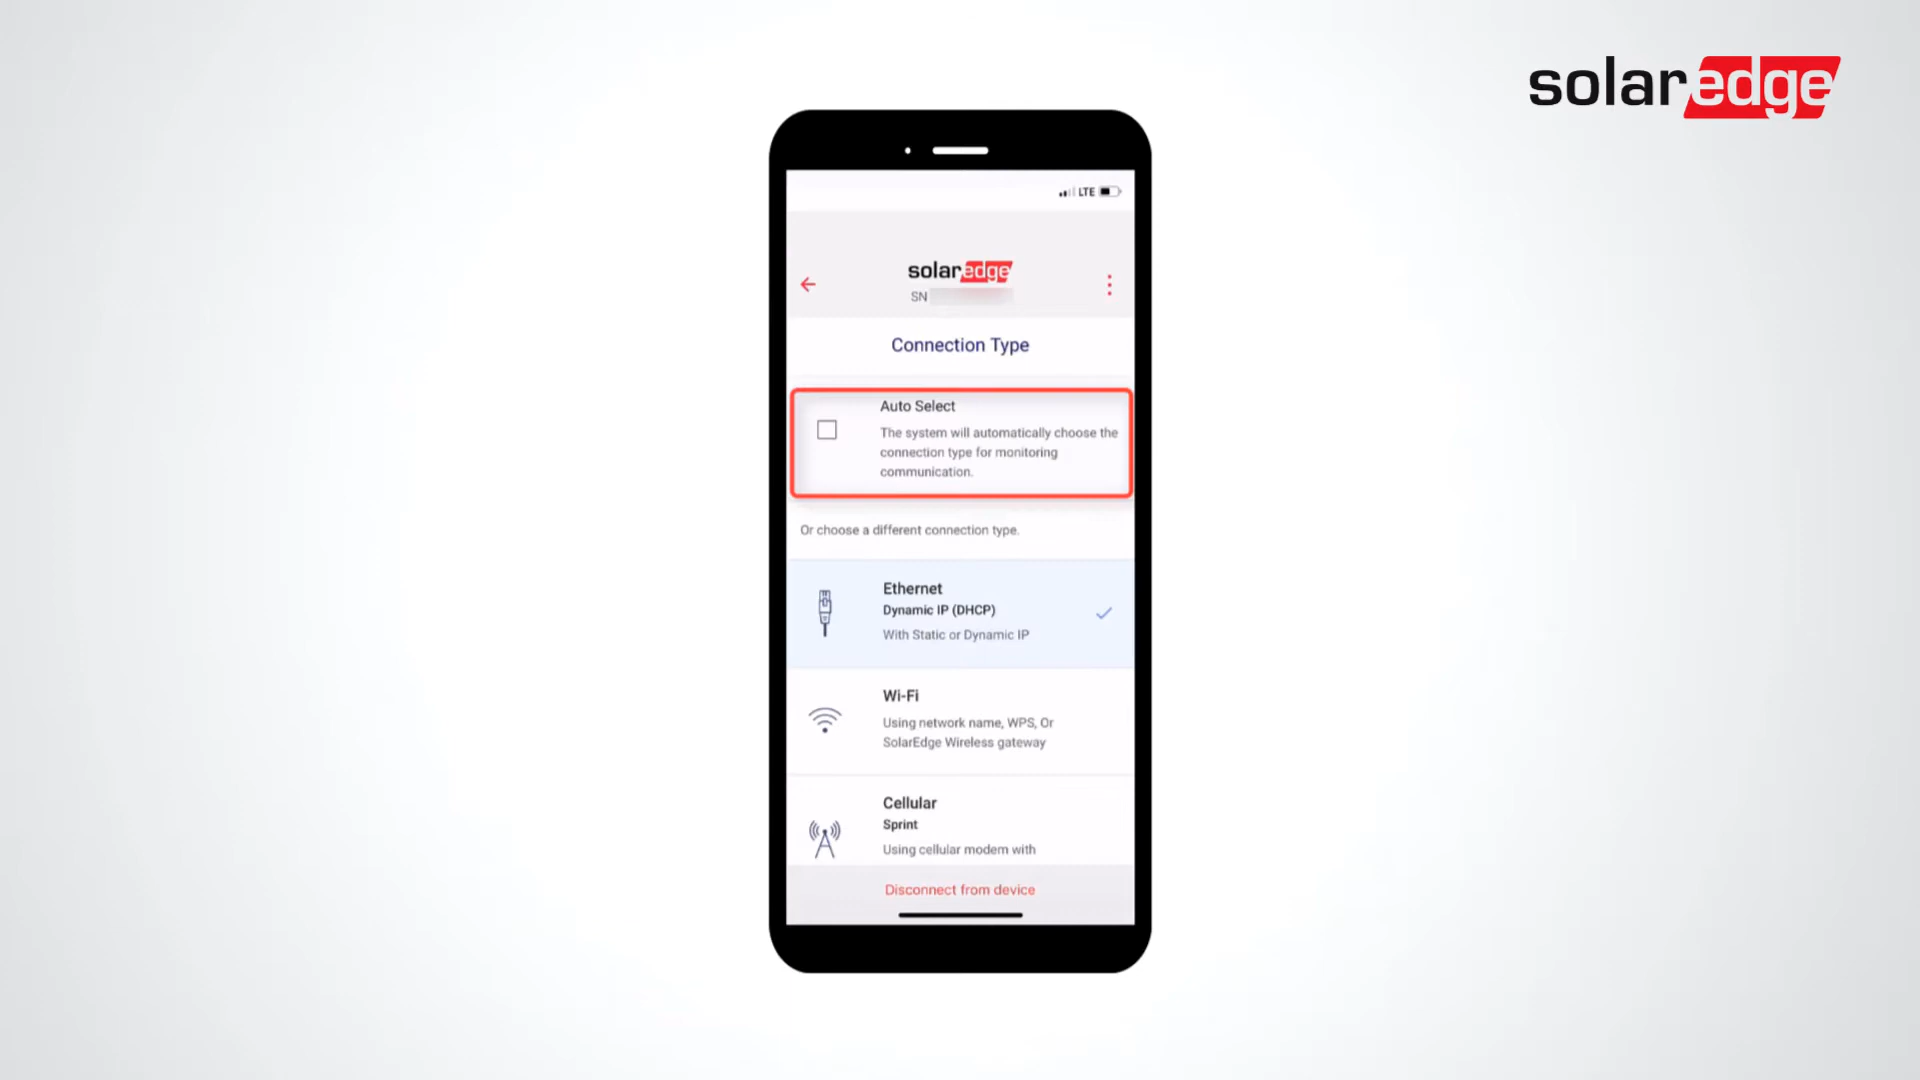 solaredge
LTE
solaredge
SN
Connection Type
Auto Select
The system will automatically choose the
connection type for monitoring
communication.
Or choose a different connection type.
Ethernet
Dynamic IP (DHCP)
With Static or Dynamic IP
Wi-Fi
Using network name, WPS, Or
SolarEdge Wireless gateway
Cellular
Sprint
Using cellular modem with
Disconnect from device